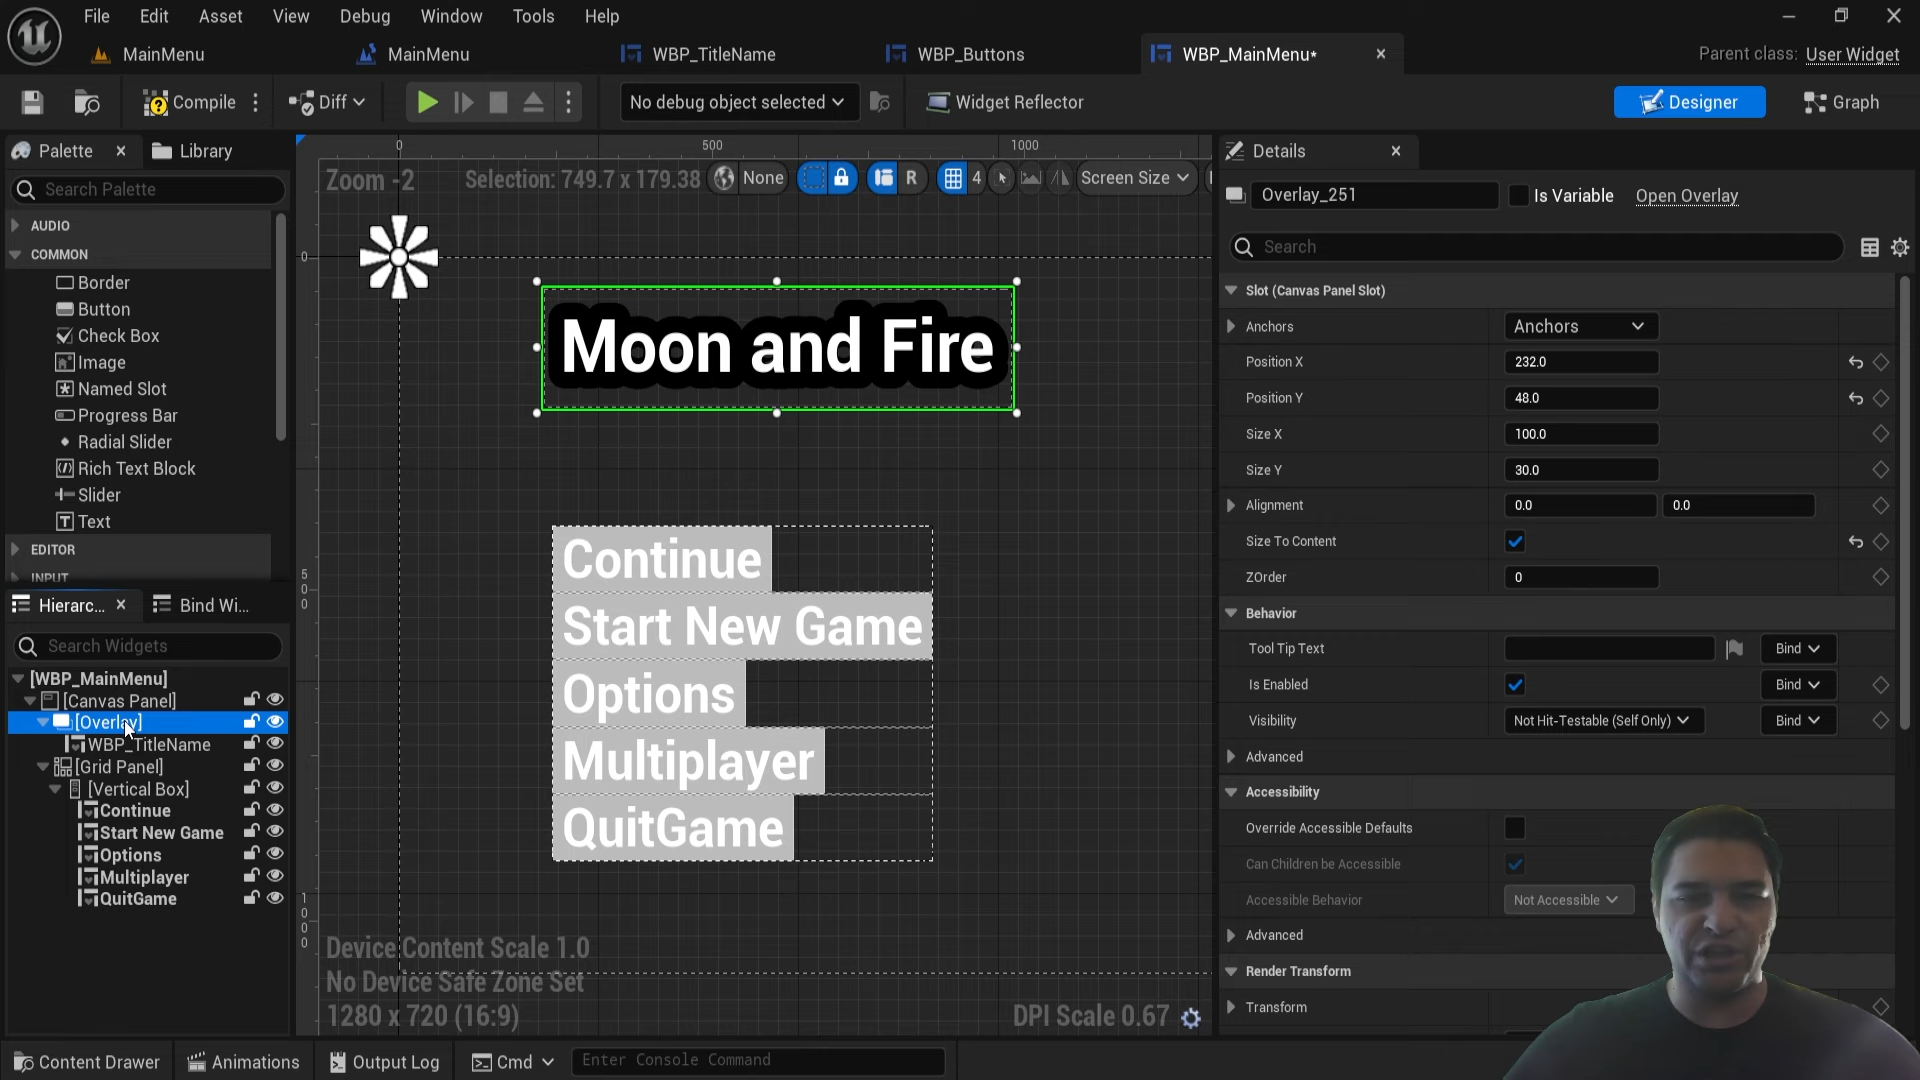 File Edit Asset View Debug Window Tools Help
MainMenu MainMenu WBP_TitleName WBP_Buttons WBP_MainMenu* Parent class: User Widget
Compile Diff No debug object selected Widget Reflector Designer Graph
Palette Library
Search Palette
AUDIO
COMMON
Border
Button
Check Box
Image
Named Slot
Progress Bar
Radial Slider
Rich Text Block
Slider
Text
EDITOR
INPUT
Hierarc... Bind Wi...
Search Widgets
[WBP_MainMenu]
[Canvas Panel]
[Overlay]
WBP_TitleName
[Grid Panel]
[Vertical Box]
Continue
Start New Game
Options
Multiplayer
QuitGame
0 500 1000
Zoom -2 Selection: 749.7 x 179.38 None R 4 Screen Size
0
500
1000
Moon and Fire
Continue
Start New Game
Options
Multiplayer
QuitGame
Device Content Scale 1.0
No Device Safe Zone Set
1280 x 720 (16:9) DPI Scale 0.67
Details
Overlay_251 Is Variable Open Overlay
Search
Slot (Canvas Panel Slot)
Anchors Anchors
Position X 232.0
Position Y 48.0
Size X 100.0
Size Y 30.0
Alignment 0.0 0.0
Size To Content
ZOrder 0
Behavior
Tool Tip Text Bind
Is Enabled Bind
Visibility Not Hit-Testable (Self Only) Bind
Advanced
Accessibility
Override Accessible Defaults
Can Children be Accessible
Accessible Behavior Not Accessible
Advanced
Render Transform
Transform
Content Drawer Animations Output Log Cmd Enter Console Command